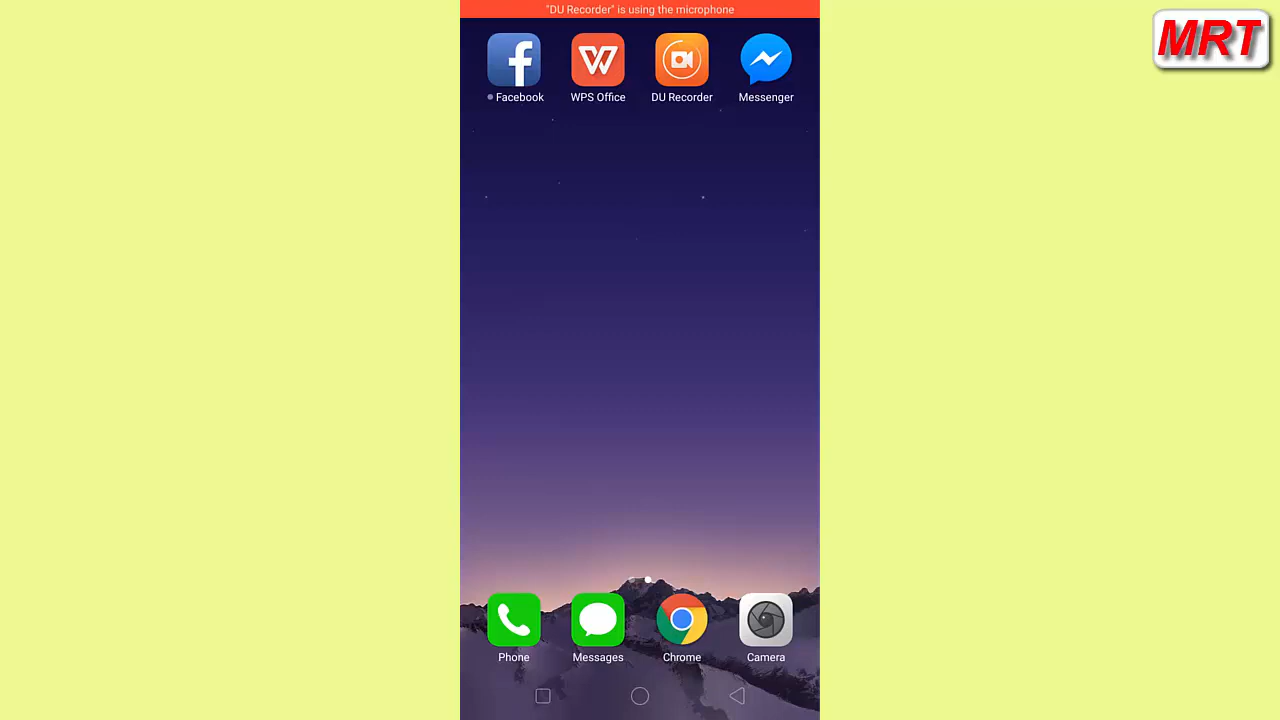 "DU Recorder" is using the microphone
MRT
Facebook
WPS Office
DU Recorder
Messenger
Phone
Messages
Chrome
Camera